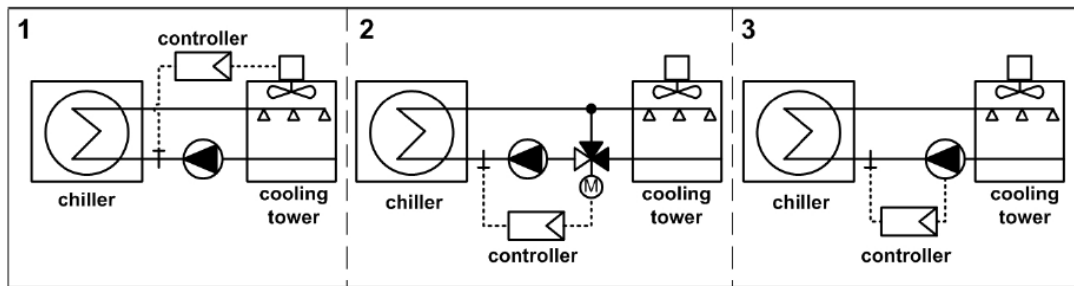 1
controller
chiller
cooling
tower
2
M
controller
chiller
cooling
tower
3
controller
chiller
cooling
tower